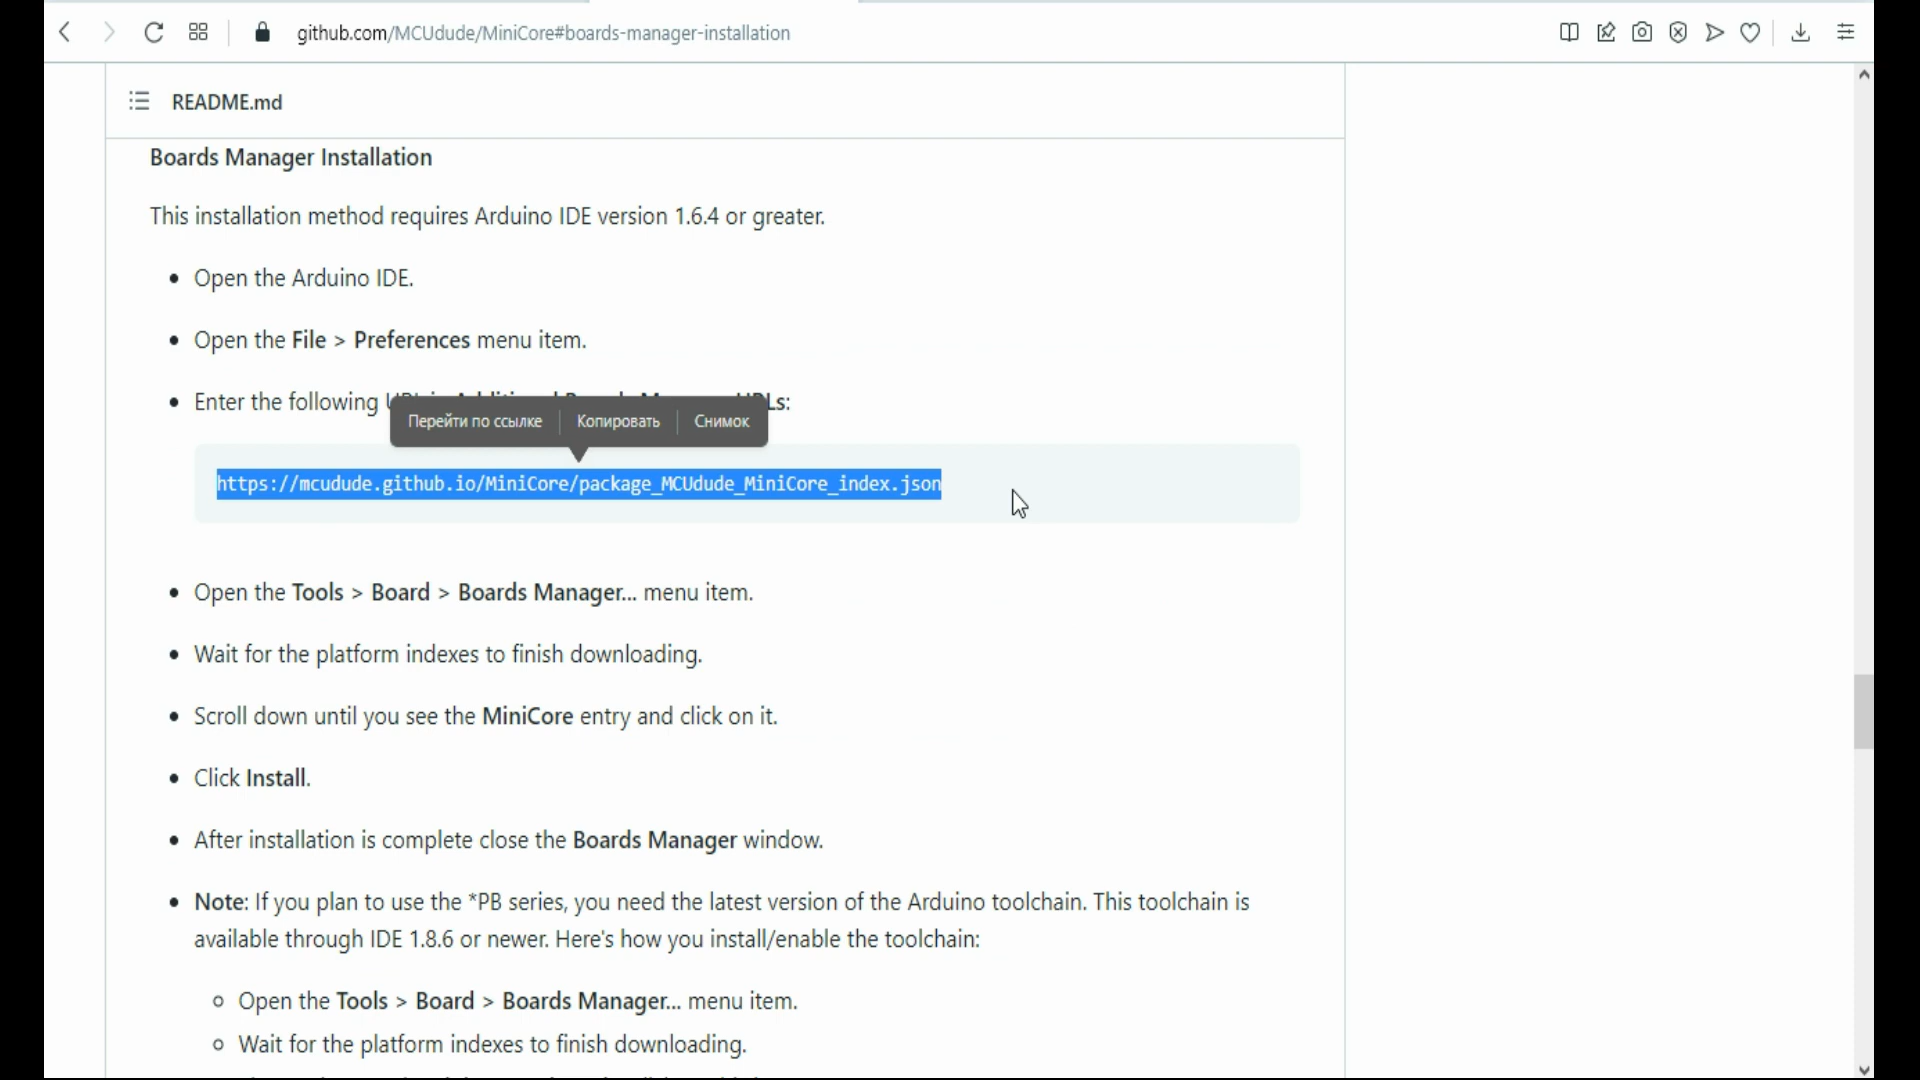 github.com/MCUdude/MiniCore#boards-manager-installation
README.md
Boards Manager Installation
This installation method requires Arduino IDE version 1.6.4 or greater.
• Open the Arduino IDE.
• Open the File > Preferences menu item.
• Enter the following
Перейти по ссылке
Копировать
Снимок
https://mcudude.github.io/MiniCore/package_MCUdude_MiniCore_index.json
• Open the Tools > Board > Boards Manager... menu item.
• Wait for the platform indexes to finish downloading.
• Scroll down until you see the MiniCore entry and click on it.
• Click Install.
• After installation is complete close the Boards Manager window.
• Note: If you plan to use the *PB series, you need the latest version of the Arduino toolchain. This toolchain is
available through IDE 1.8.6 or newer. Here's how you install/enable the toolchain:
○ Open the Tools > Board > Boards Manager... menu item.
○ Wait for the platform indexes to finish downloading.